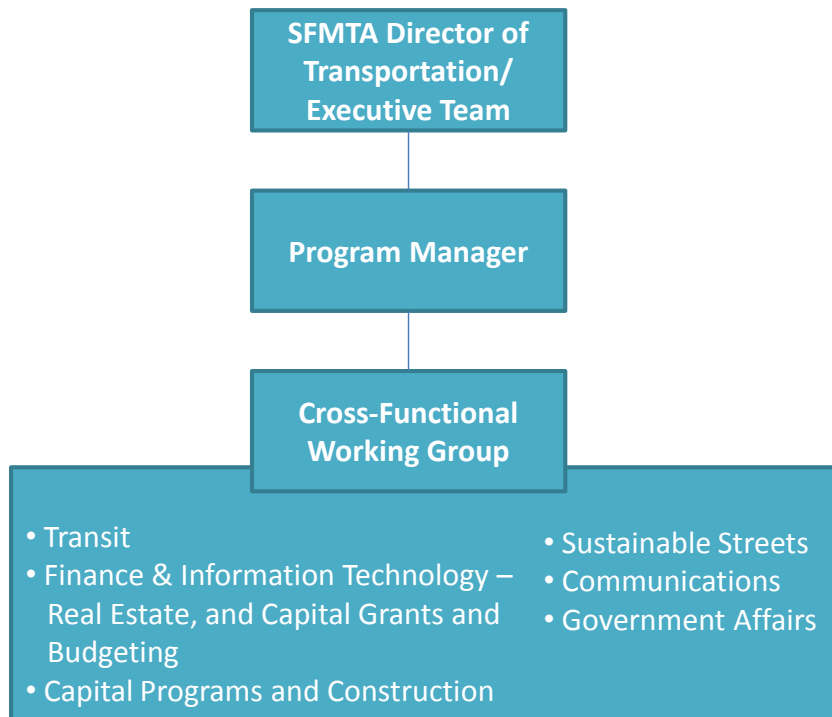 SFMTA Director of
Transportation/
Executive Team
Program Manager
Cross-Functional
Working Group
• Transit
• Finance & Information Technology –
Real Estate, and Capital Grants and
Budgeting
• Capital Programs and Construction
• Sustainable Streets
• Communications
• Government Affairs